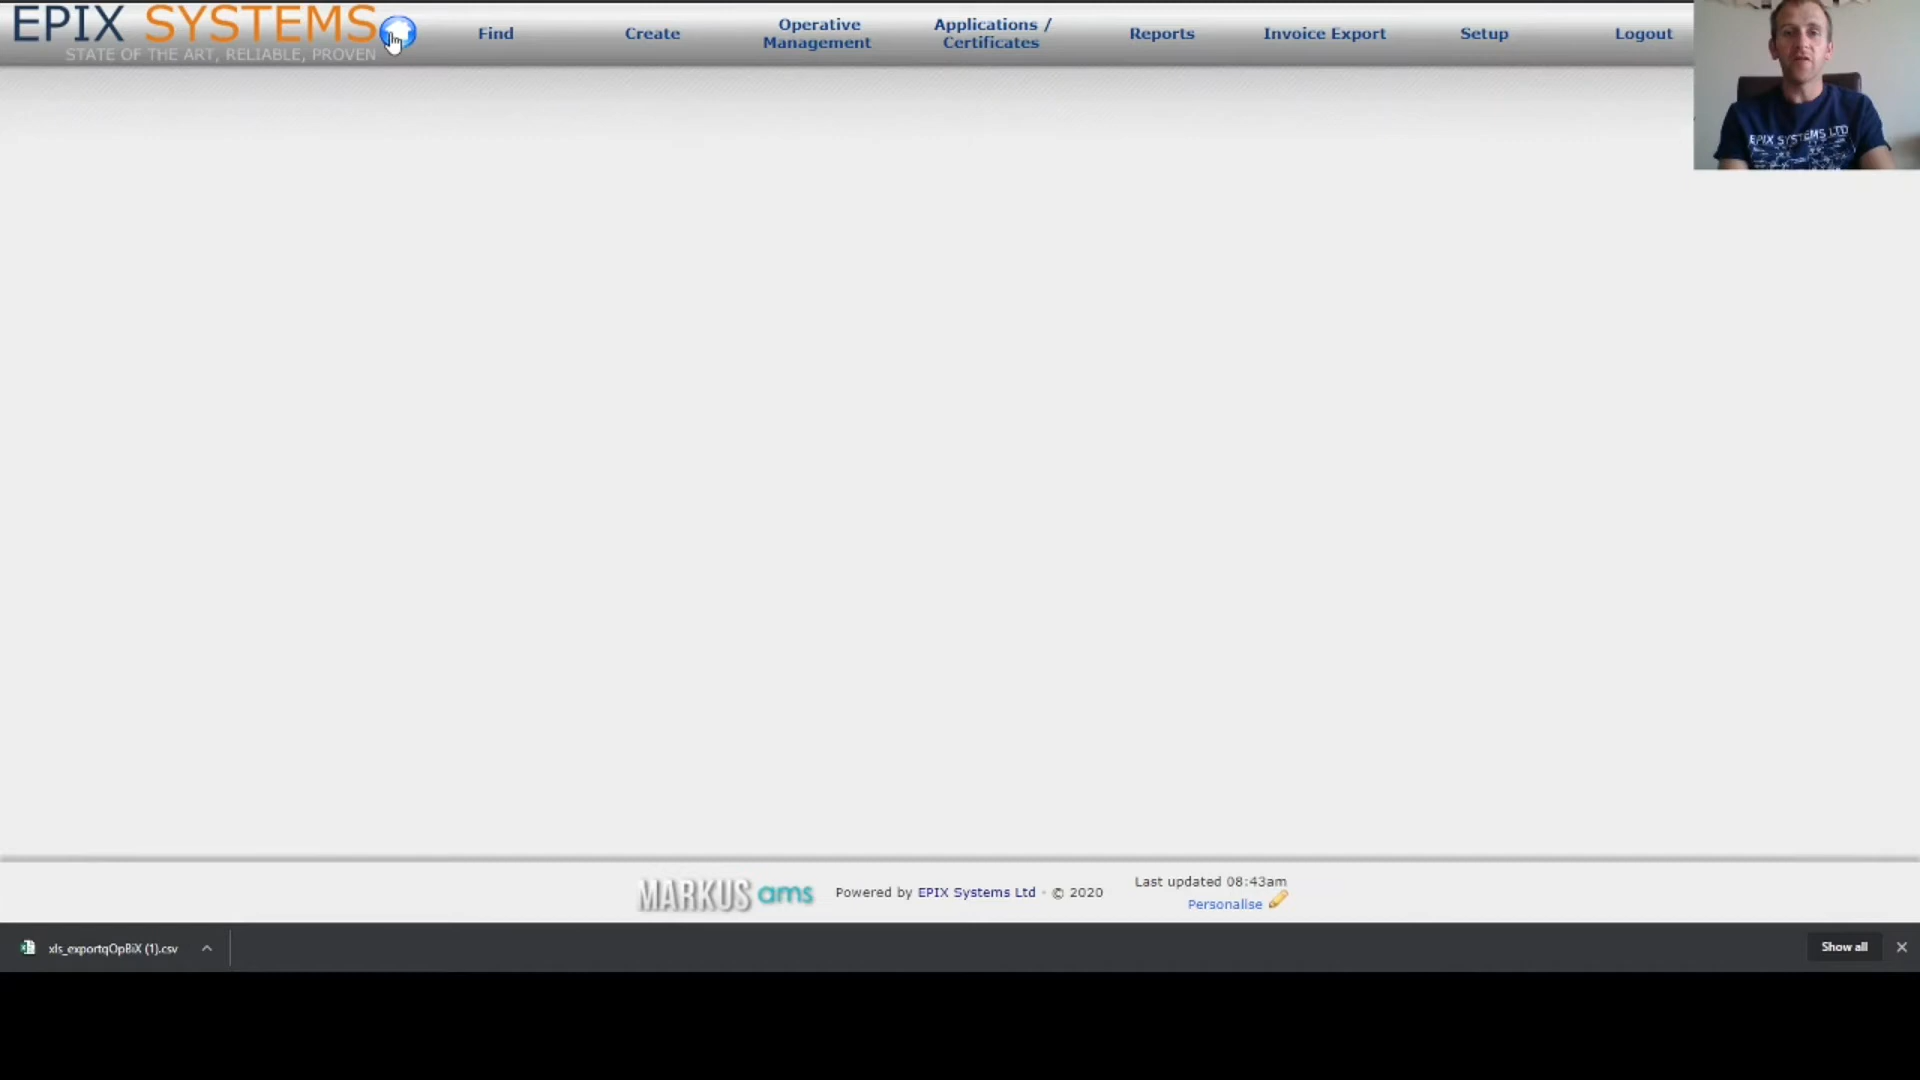 EPIX SYSTEMS
STATE OF THE ART, RELIABLE, PROVEN
Find
Create
Operative
Management
Applications /
Certificates
Reports
Invoice Export
Setup
Logout
EPIX SYSTEMS LTD
MARKUS ams
Powered by EPIX Systems Ltd - © 2020
Last updated 08:43am
Personalise
xls_exportqOpBiX (1).csv
Show all